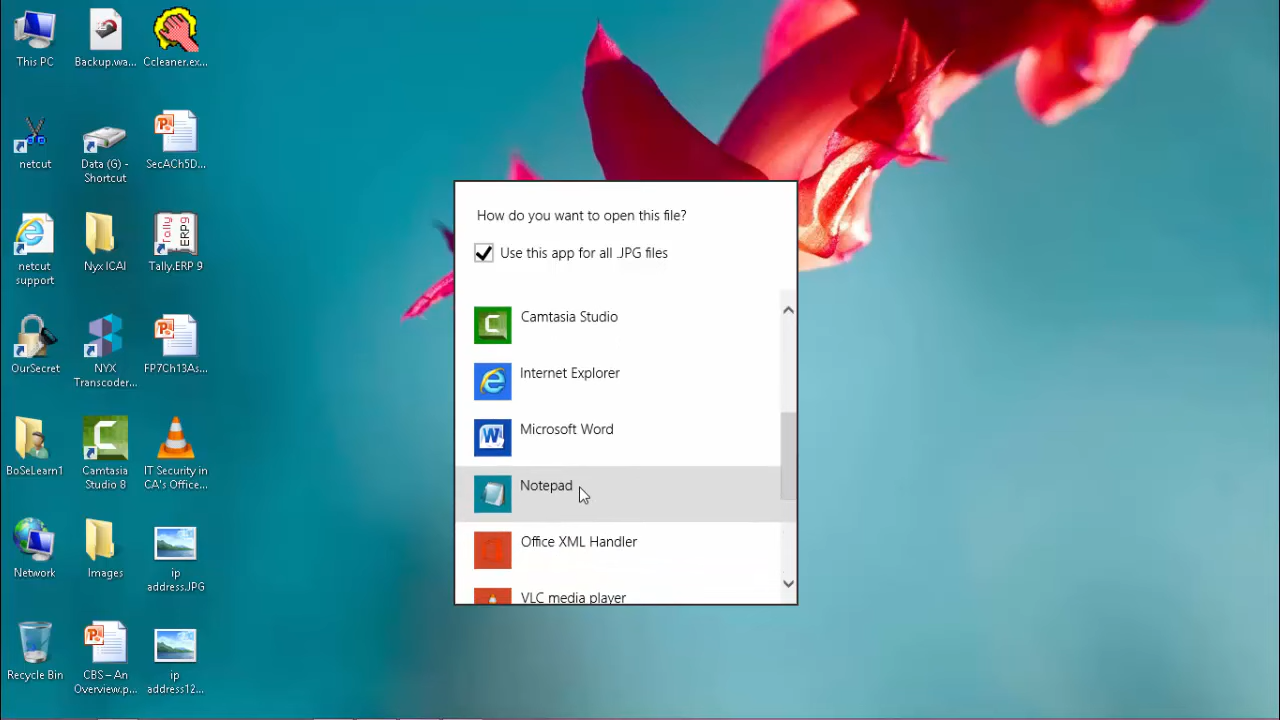 This PC
Backup.wa...
Ccleaner.ex...
netcut
Data (G) -
Shortcut
SecACh5D...
netcut
support
Nyx ICAI
Tally.ERP 9
Tally
ERP9
OurSecret
NYX
Transcoder...
FP7Ch13As...
BoSeLearn1
Camtasia
Studio 8
IT Security in
CA's Office...
Network
Images
ip
address.JPG
Recycle Bin
CBS – An
Overview.p...
ip
address12...
How do you want to open this file?
Use this app for all .JPG files
Camtasia Studio
Internet Explorer
Microsoft Word
Notepad
Office XML Handler
VLC media player